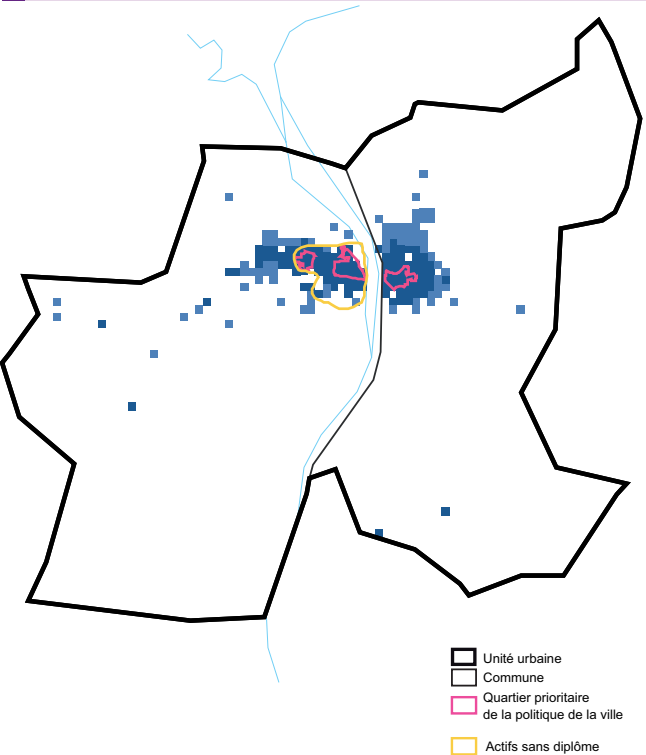 Unité urbaine
Commune
Quartier prioritaire
de la politique de la ville
Actifs sans diplôme